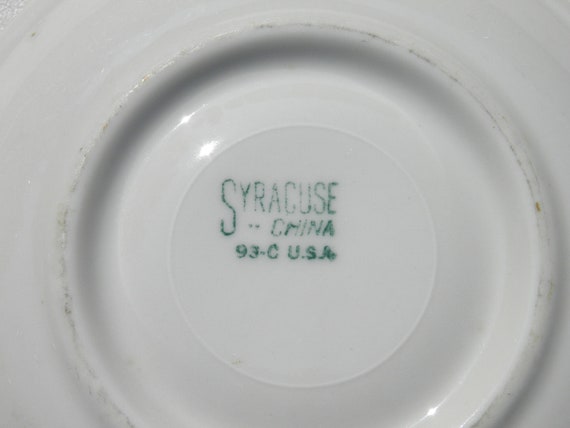 SYRACUSE
-- CHINA
93-C U.S.A.